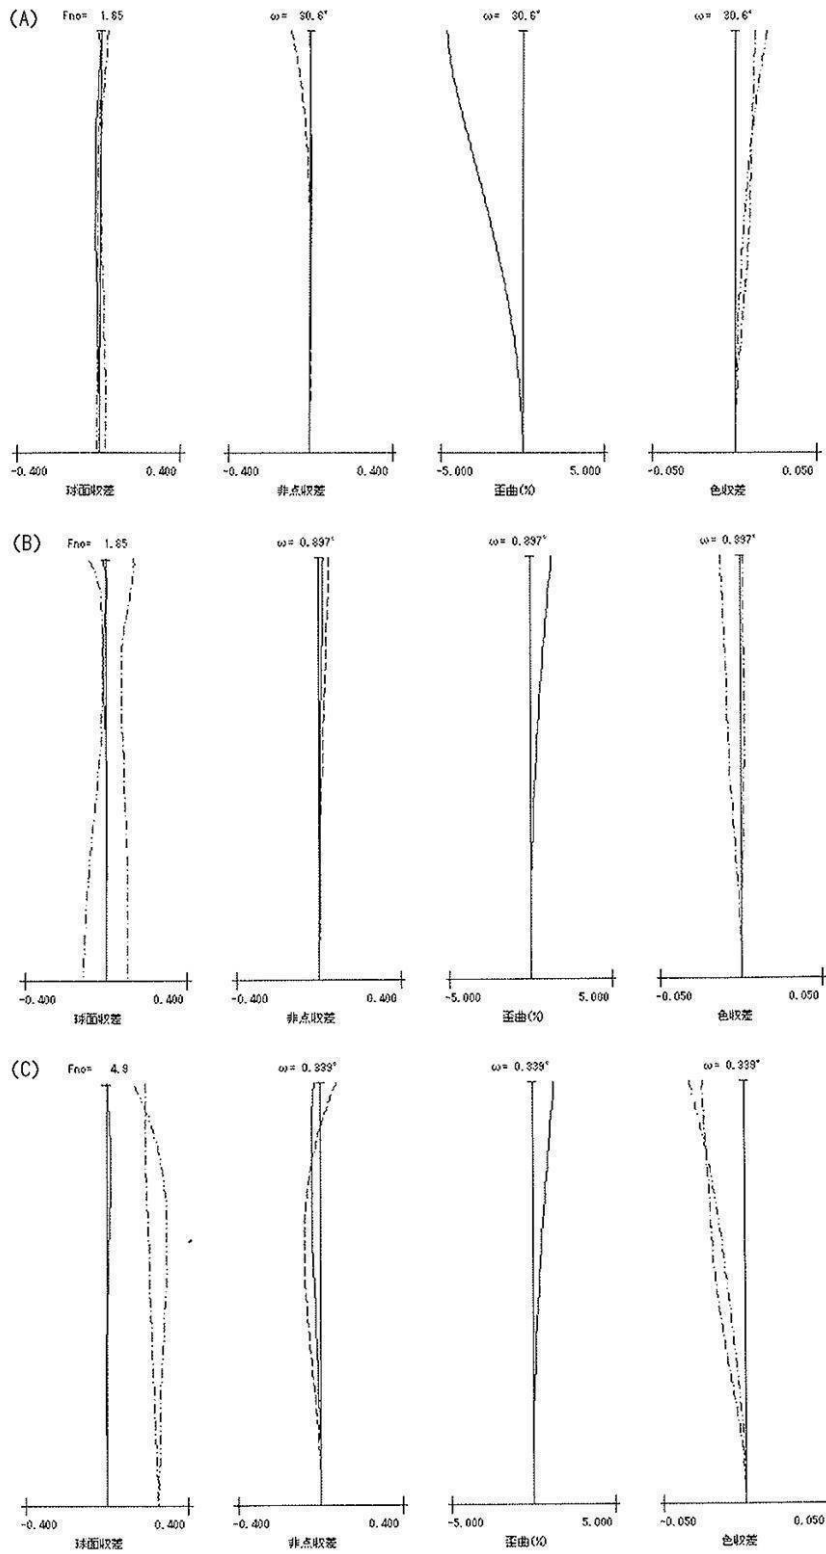 (A) Fno= 1.85 ω= 30.6° ω= 30.6° ω= 30.6°
-0.400 0.400 -0.400 0.400 -5.000 5.000 -0.050 0.050
球面収差 非点収差 歪曲(%) 色収差
(B) Fno= 1.85 ω= 0.897° ω= 0.897° ω= 0.897°
-0.400 0.400 -0.400 0.400 -5.000 5.000 -0.050 0.050
球面収差 非点収差 歪曲(%) 色収差
(C) Fno= 4.9 ω= 0.339° ω= 0.339° ω= 0.339°
-0.400 0.400 -0.400 0.400 -5.000 5.000 -0.050 0.050
球面収差 非点収差 歪曲(%) 色収差